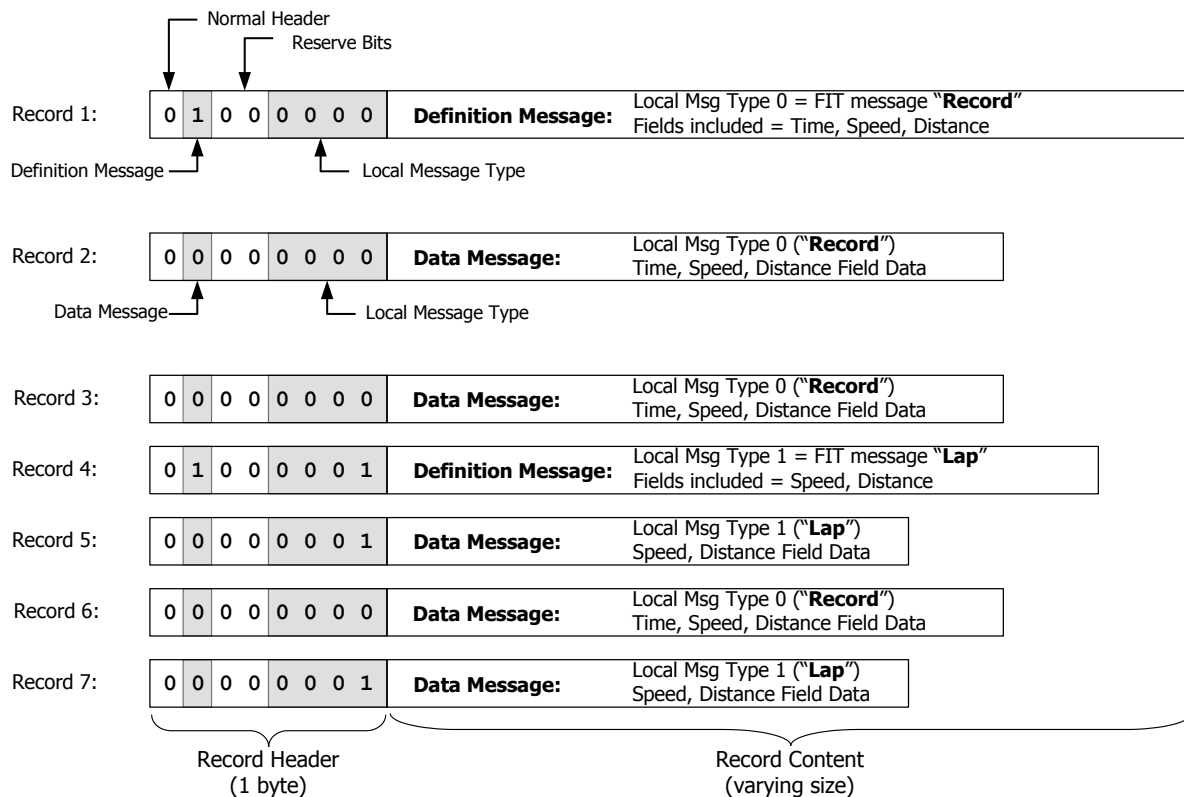 Normal Header
Reserve Bits
Record 1: 0 1 0 0 0 0 0 0 Definition Message: Local Msg Type 0 = FIT message “Record”
Fields included = Time, Speed, Distance
Definition Message Local Message Type
Record 2: 0 0 0 0 0 0 0 0 Data Message: Local Msg Type 0 (“Record”)
Time, Speed, Distance Field Data
Data Message Local Message Type
Record 3: 0 0 0 0 0 0 0 0 Data Message: Local Msg Type 0 (“Record”)
Time, Speed, Distance Field Data
Record 4: 0 1 0 0 0 0 0 1 Definition Message: Local Msg Type 1 = FIT message “Lap”
Fields included = Speed, Distance
Record 5: 0 0 0 0 0 0 0 1 Data Message: Local Msg Type 1 (“Lap”)
Speed, Distance Field Data
Record 6: 0 0 0 0 0 0 0 0 Data Message: Local Msg Type 0 (“Record”)
Time, Speed, Distance Field Data
Record 7: 0 0 0 0 0 0 0 1 Data Message: Local Msg Type 1 (“Lap”)
Speed, Distance Field Data
Record Header Record Content
(1 byte) (varying size)